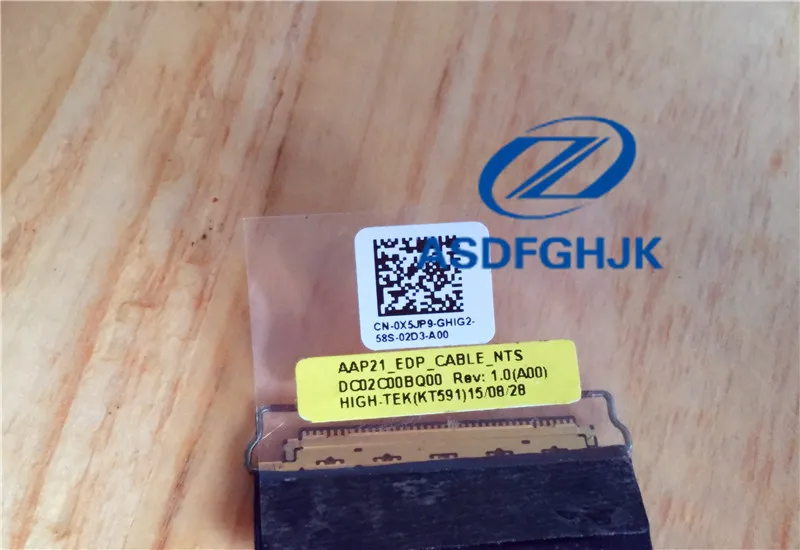 ASDFGHJK
CN-0X5JP9-GHIG2-
58S-02D3-A00
AAP21_EDP_CABLE_NTS
DC02C00BQ00 Rev: 1.0(A00)
HIGH-TEK(KT591)15/08/28